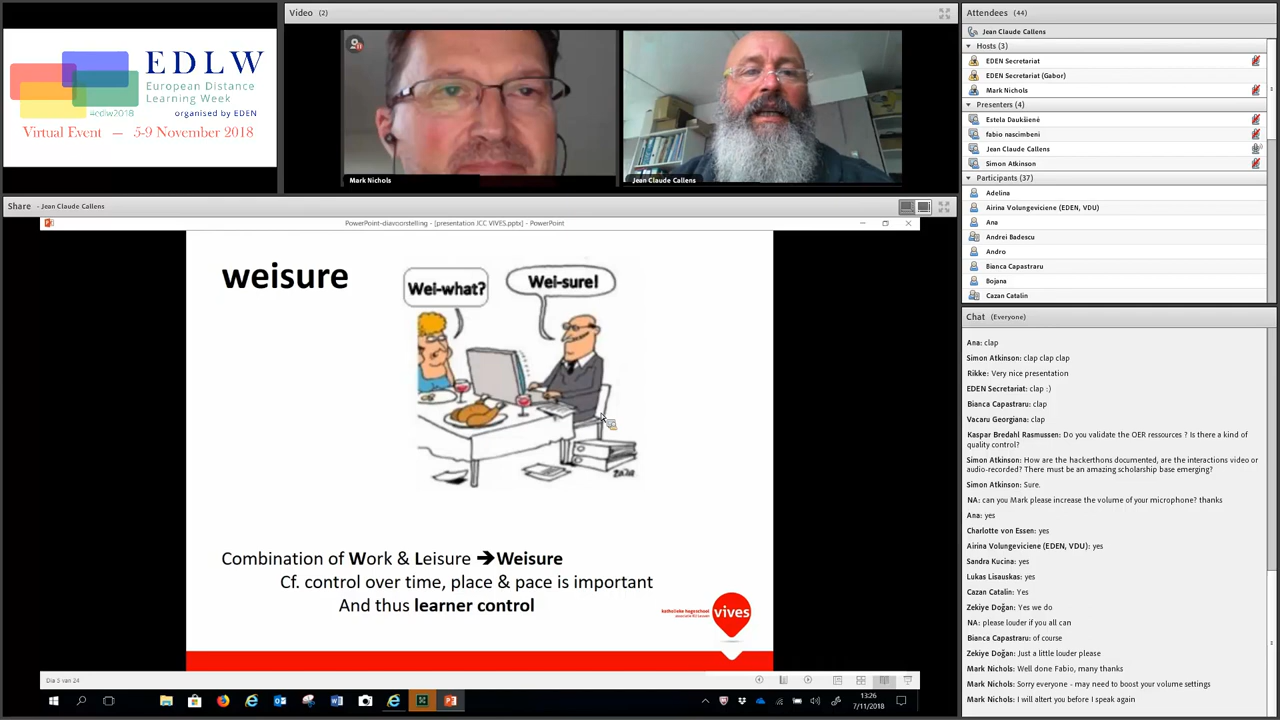 EDLW
European Distance
Learning Week
#edlw2018
organised by EDEN
Virtual Event — 5-9 November 2018
Video (2)
Mark Nichols
Jean Claude Callens
Share - Jean Claude Callens
PowerPoint-diavoorstelling - [presentation ICC VIVES.pptx] - PowerPoint
weisure
Wei-what?
Wei-sure!
Combination of Work & Leisure ➔Weisure
Cf. control over time, place & pace is important
And thus learner control
katholieke hogeschool
vives
Dia 5 van 24
13:26
7/11/2018
Attendees (44)
Jean Claude Callens
Hosts (3)
EDEN Secretariat
EDEN Secretariat (Gabor)
Mark Nichols
Presenters (4)
Estela Daukšienė
fabio nascimbeni
Jean Claude Callens
Simon Atkinson
Participants (37)
Adelina
Airina Volungeviciene (EDEN, VDU)
Ana
Andrei Badescu
Andro
Bianca Capastraru
Bojana
Cazan Catalin
Chat (Everyone)
Ana: clap
Simon Atkinson: clap clap clap
Rikke: Very nice presentation
EDEN Secretariat: clap :)
Bianca Capastraru: clap
Vacaru Georgiana: clap
Kaspar Bredahl Rasmussen: Do you validate the OER ressources ? Is there a kind of
quality control?
Simon Atkinson: How are the hackerthons documented, are the interactions video or
audio-recorded? There must be an amazing scholarship base emerging?
Simon Atkinson: Sure.
NA: can you Mark please increase the volume of your microphone? thanks
Ana: yes
Charlotte von Essen: yes
Airina Volungeviciene (EDEN, VDU): yes
Sandra Kucina: yes
Lukas Lisauskas: yes
Cazan Catalin: Yes
Zekiye Doğan: Yes we do
NA: please louder if you all can
Bianca Capastraru: of course
Zekiye Doğan: Just a little louder please
Mark Nichols: Well done Fabio, many thanks
Mark Nichols: Sorry everyone - may need to boost your volume settings
Mark Nichols: I will altert you before I speak again